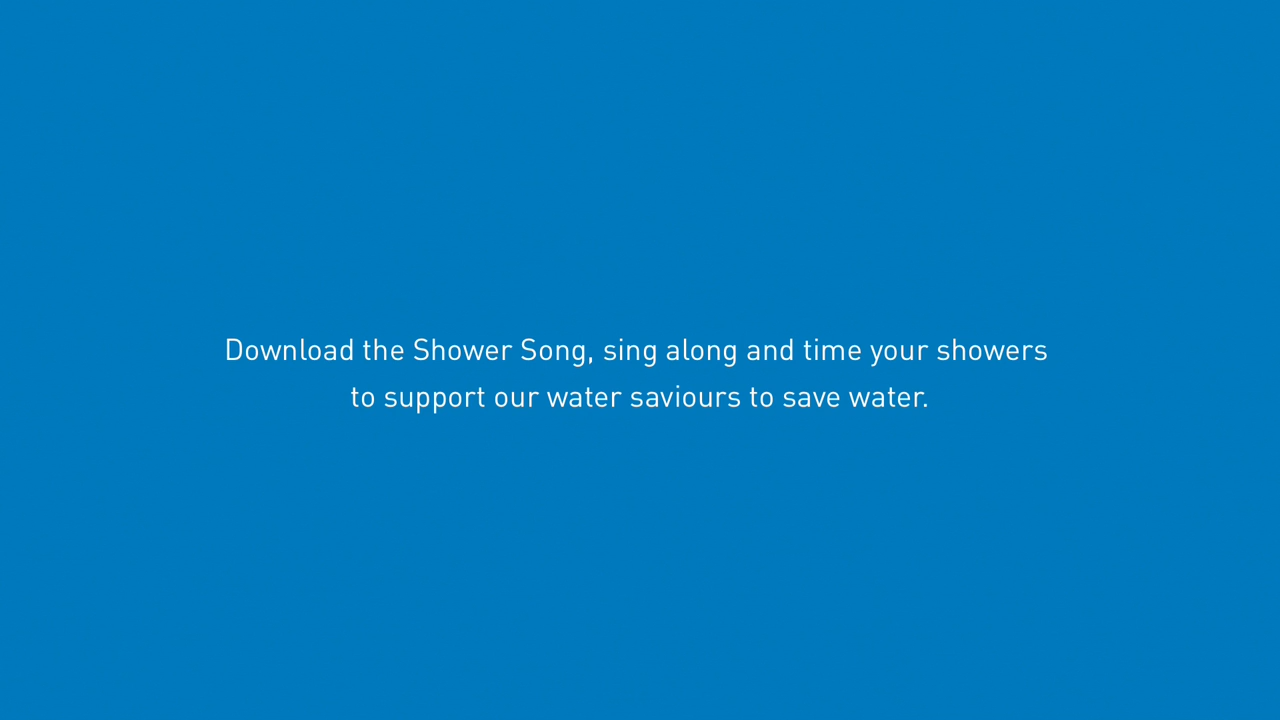 Download the Shower Song, sing along and time your showers
to support our water saviours to save water.